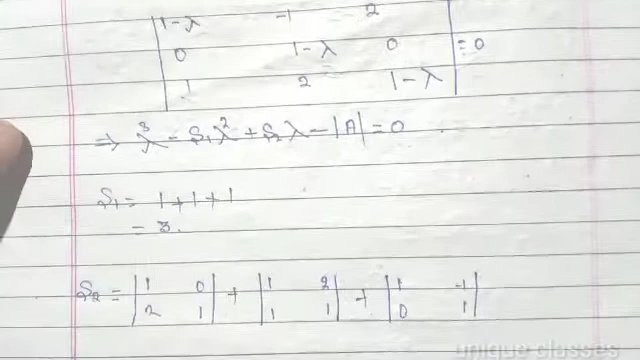 | 1-λ -1 2 |
| 0 1-λ 0 | = 0
| 1 2 1-λ |
⇒ λ³ - S₁λ² + S₂λ - |A| = 0
S₁ = 1 + 1 + 1
= 3.
S₂ = | 1 0 | + | 1 2 | + | 1 -1 |
| 2 1 | | 1 1 | | 0 1 |
unique classes